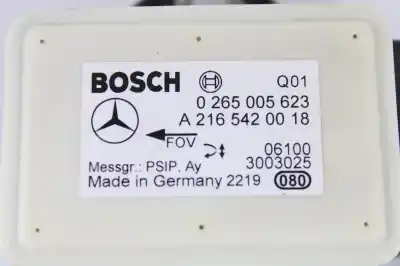 BOSCH Q01
0 265 005 623
A 216 542 00 18
FOV
06100
Messgr.: PSIP, Ay 3003025
Made in Germany 2219 080